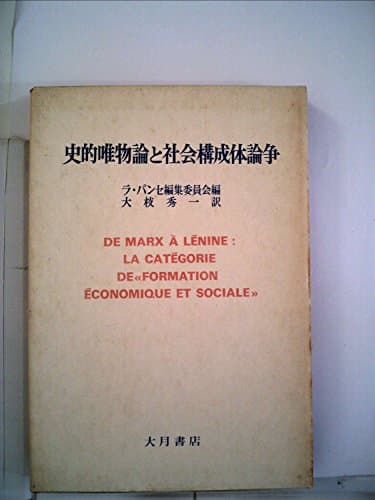 史的唯物論と社会構成体論争
ラ・パンセ編集委員会編
大枝秀一訳
DE MARX À LÉNINE :
LA CATÉGORIE
DE«FORMATION
ÉCONOMIQUE ET SOCIALE»
大月書店